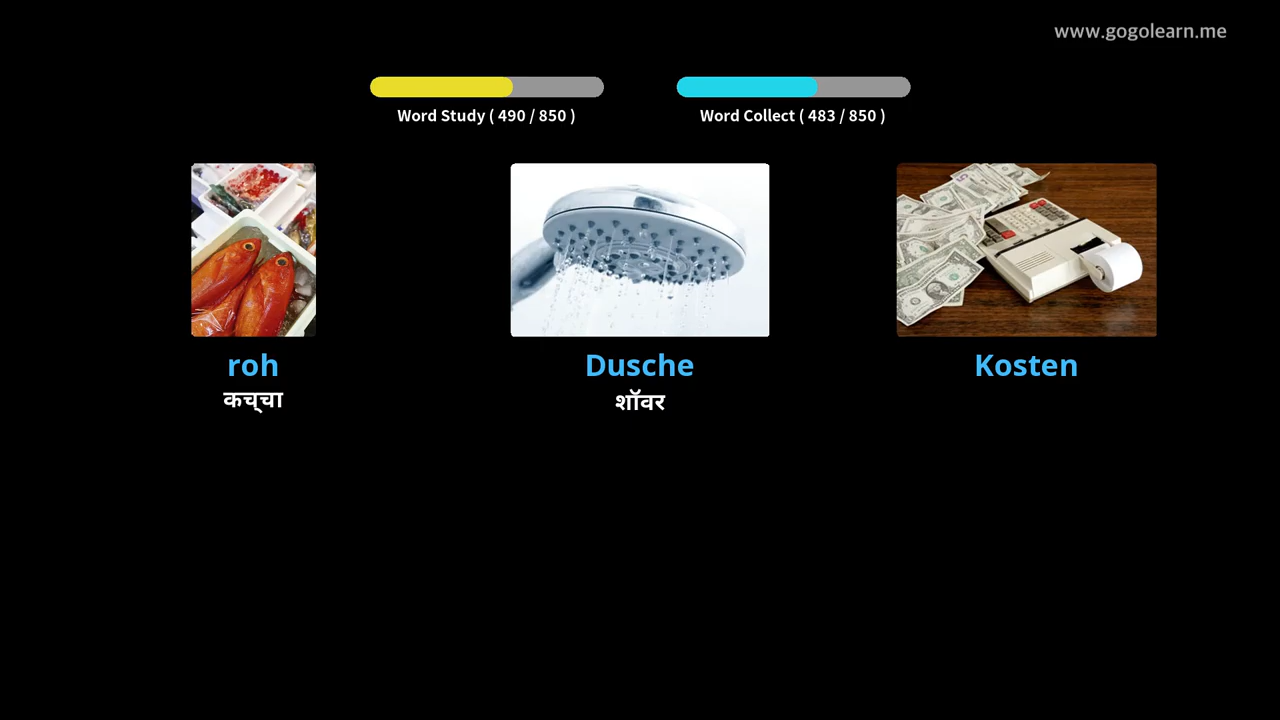 www.gogolearn.me
Word Study ( 490 / 850 )
Word Collect ( 483 / 850 )
roh
कच्चा
Dusche
शॉवर
Kosten